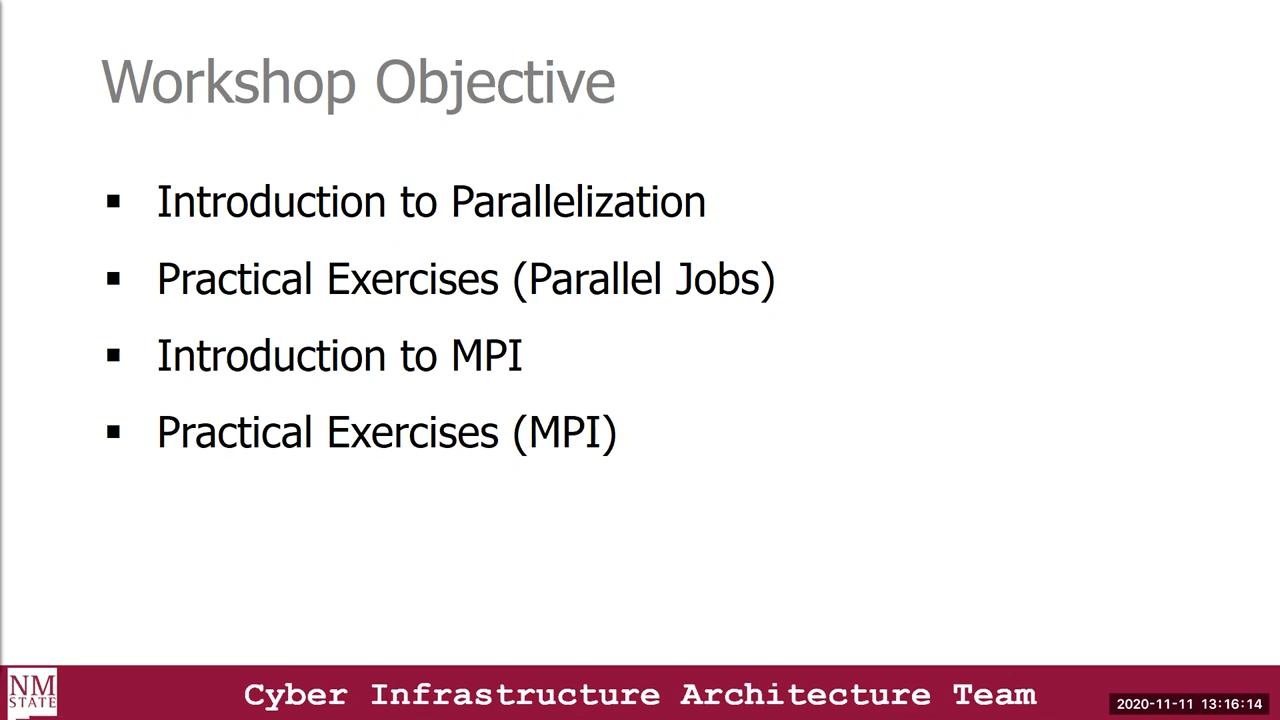 Workshop Objective
▪ Introduction to Parallelization
▪ Practical Exercises (Parallel Jobs)
▪ Introduction to MPI
▪ Practical Exercises (MPI)
NM
STATE
Cyber Infrastructure Architecture Team
2020-11-11 13:16:14